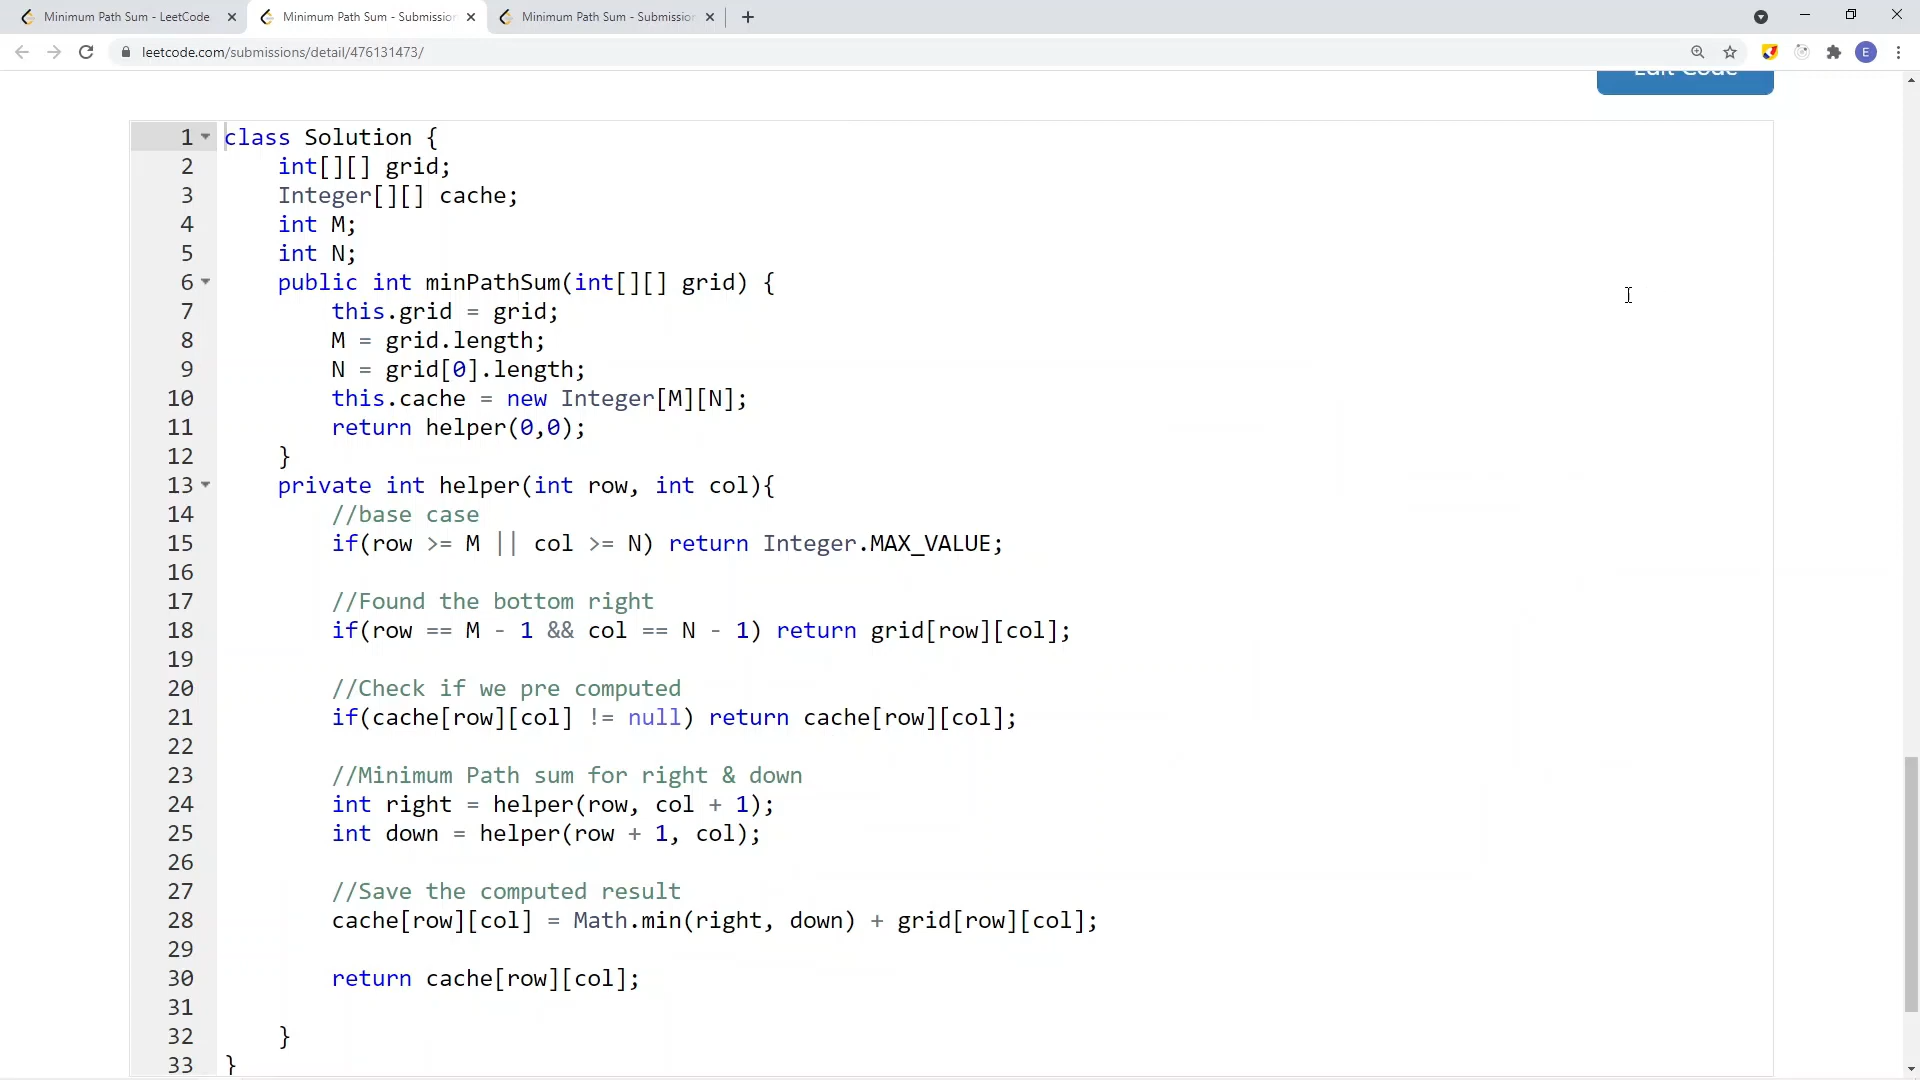 Minimum Path Sum - LeetCode
Minimum Path Sum - Submission
Minimum Path Sum - Submission
leetcode.com/submissions/detail/476131473/
E
Edit Code
1 class Solution {
2 int[][] grid;
3 Integer[][] cache;
4 int M;
5 int N;
6 public int minPathSum(int[][] grid) {
7 this.grid = grid;
8 M = grid.length;
9 N = grid[0].length;
10 this.cache = new Integer[M][N];
11 return helper(0,0);
12 }
13 private int helper(int row, int col){
14 //base case
15 if(row >= M || col >= N) return Integer.MAX_VALUE;
16
17 //Found the bottom right
18 if(row == M - 1 && col == N - 1) return grid[row][col];
19
20 //Check if we pre computed
21 if(cache[row][col] != null) return cache[row][col];
22
23 //Minimum Path sum for right & down
24 int right = helper(row, col + 1);
25 int down = helper(row + 1, col);
26
27 //Save the computed result
28 cache[row][col] = Math.min(right, down) + grid[row][col];
29
30 return cache[row][col];
31
32 }
33 }